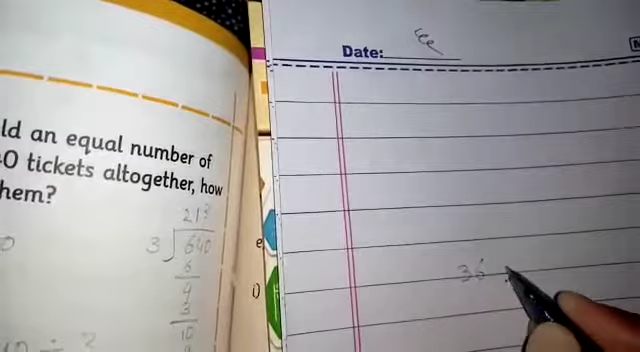 Date:
ld an equal number of
0 tickets altogether, how
hem?
213
3 640
6
4
3
10
e
i)
36